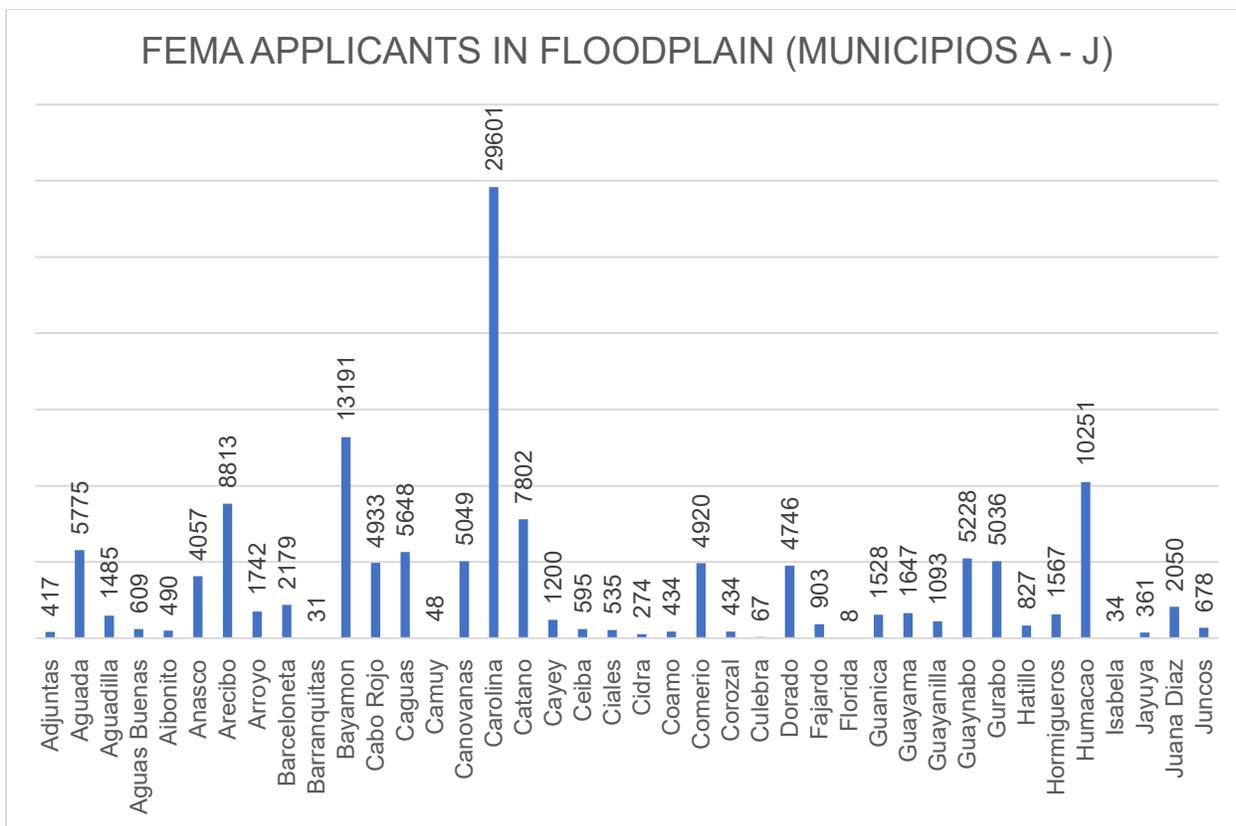 FEMA APPLICANTS IN FLOODPLAIN (MUNICIPIOS A - J)
417
5775
1485
609
490
4057
8813
1742
2179
31
13191
4933
5648
48
5049
29601
7802
1200
595
535
274
434
4920
434
67
4746
903
8
1528
1647
1093
5228
5036
827
1567
10251
34
361
2050
678
Adjuntas
Aguada
Aguadilla
Aguas Buenas
Aibonito
Anasco
Arecibo
Arroyo
Barceloneta
Barranquitas
Bayamon
Cabo Rojo
Caguas
Camuy
Canovanas
Carolina
Catano
Cayey
Ceiba
Ciales
Cidra
Coamo
Comerio
Corozal
Culebra
Dorado
Fajardo
Florida
Guanica
Guayama
Guayanilla
Guaynabo
Gurabo
Hatillo
Hormigueros
Humacao
Isabela
Jayuya
Juana Diaz
Juncos